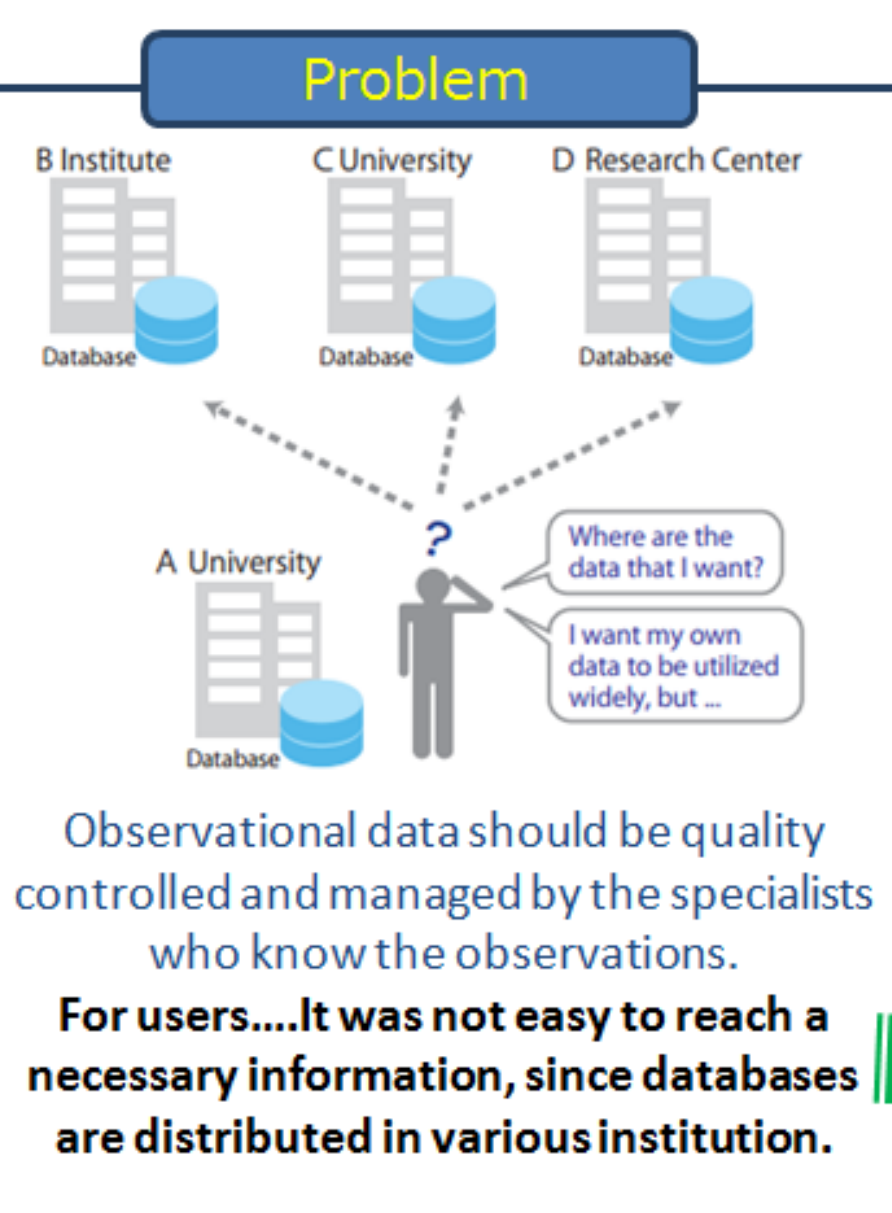 Problem
B Institute
C University
D Research Center
Database
Database
Database
?
Where are the
data that I want?
A University
I want my own
data to be utilized
widely, but ...
Database
Observational data should be quality
controlled and managed by the specialists
who know the observations.
For users....It was not easy to reach a
necessary information, since databases
are distributed in various institution.